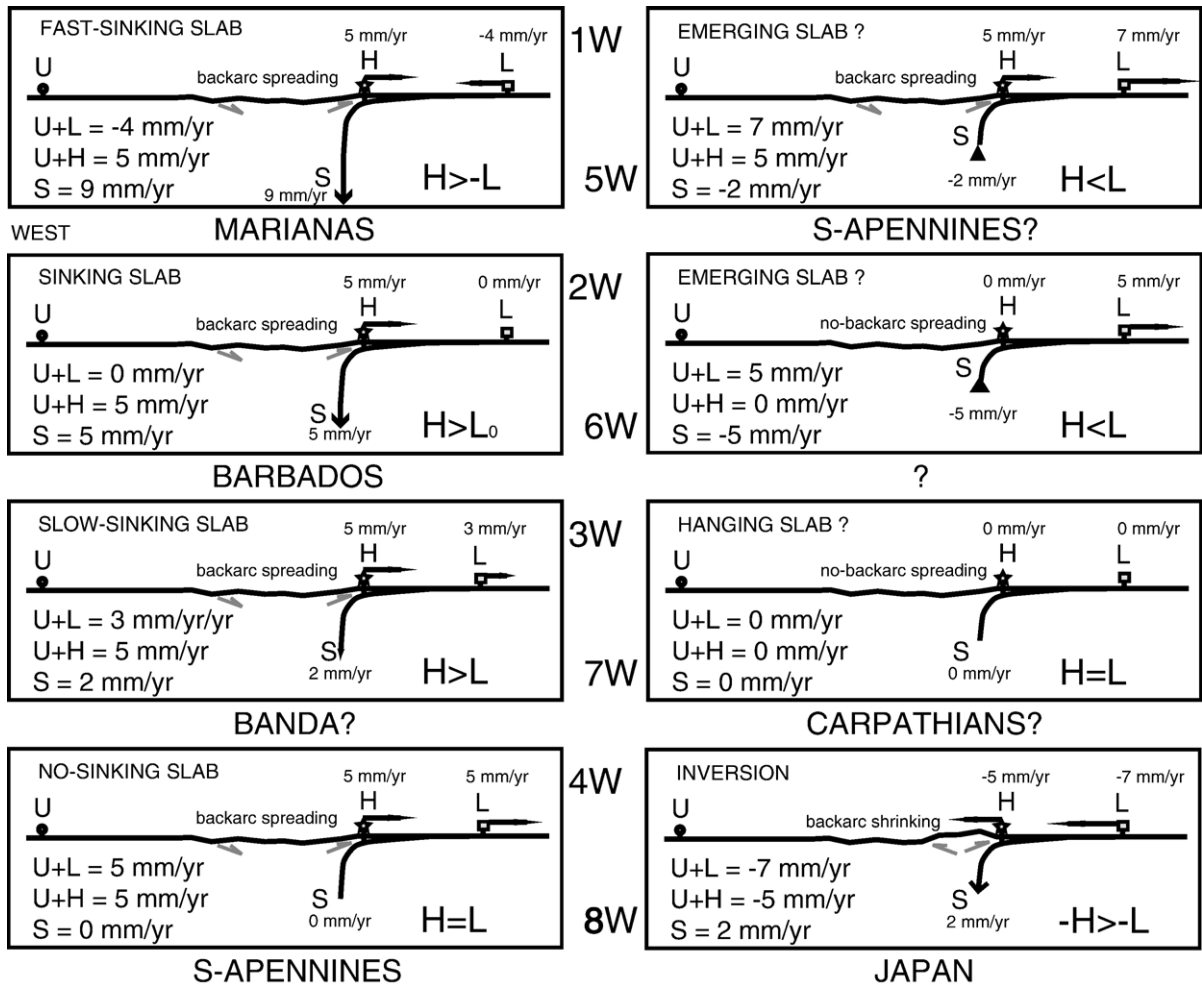 FAST-SINKING SLAB
5 mm/yr
-4 mm/yr
U
H
L
backarc spreading
U+L = -4 mm/yr
U+H = 5 mm/yr
S = 9 mm/yr
S
9 mm/yr
H>-L
1W
MARIANAS
WEST
SINKING SLAB
5 mm/yr
0 mm/yr
U
H
L
backarc spreading
U+L = 0 mm/yr
U+H = 5 mm/yr
S = 5 mm/yr
S
5 mm/yr
H>L₀
2W
BARBADOS
SLOW-SINKING SLAB
5 mm/yr
3 mm/yr
U
H
L
backarc spreading
U+L = 3 mm/yr/yr
U+H = 5 mm/yr
S = 2 mm/yr
S
2 mm/yr
H>L
3W
BANDA?
NO-SINKING SLAB
5 mm/yr
5 mm/yr
U
H
L
backarc spreading
U+L = 5 mm/yr
U+H = 5 mm/yr
S = 0 mm/yr
S
0 mm/yr
H=L
4W
S-APENNINES
EMERGING SLAB ?
5 mm/yr
7 mm/yr
U
H
L
backarc spreading
U+L = 7 mm/yr
U+H = 5 mm/yr
S = -2 mm/yr
S
-2 mm/yr
H<L
5W
S-APENNINES?
EMERGING SLAB ?
0 mm/yr
5 mm/yr
U
H
L
no-backarc spreading
U+L = 5 mm/yr
U+H = 0 mm/yr
S = -5 mm/yr
S
-5 mm/yr
H<L
6W
?
HANGING SLAB ?
0 mm/yr
0 mm/yr
U
H
L
no-backarc spreading
U+L = 0 mm/yr
U+H = 0 mm/yr
S = 0 mm/yr
S
0 mm/yr
H=L
7W
CARPATHIANS?
INVERSION
-5 mm/yr
-7 mm/yr
U
H
L
backarc shrinking
U+L = -7 mm/yr
U+H = -5 mm/yr
S = 2 mm/yr
S
2 mm/yr
-H>-L
8W
JAPAN